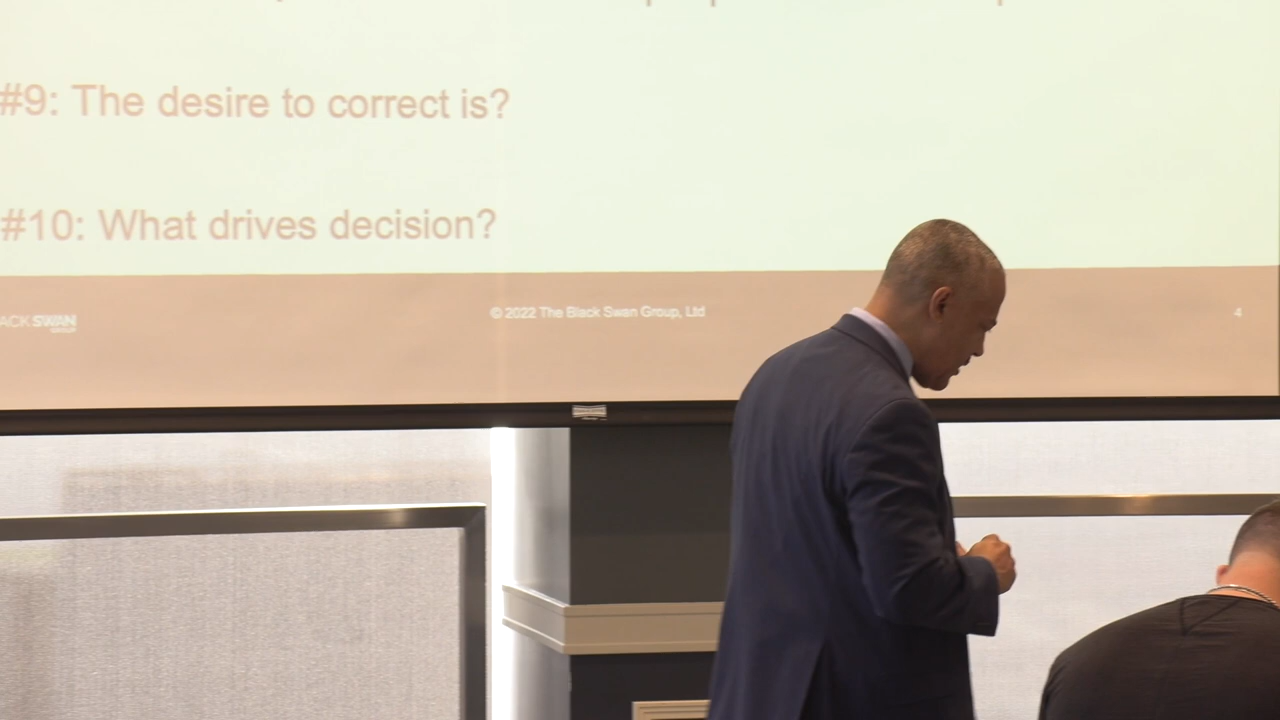 #9: The desire to correct is?
#10: What drives decision?
ACK SWAN
GROUP
© 2022 The Black Swan Group, Ltd
4